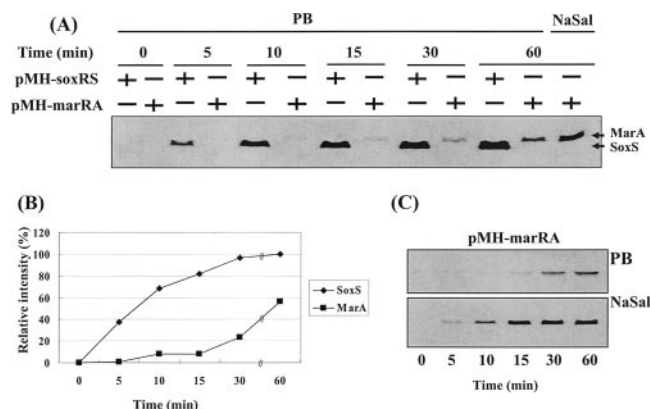 (A)
PB NaSal
Time (min) 0 5 10 15 30 60
pMH-soxRS + − + − + − + − + − + − −
pMH-marRA − + − + − + − + − + − + +
MarA
SoxS
(B)
Relative intensity (%)
120
100
80
60
40
20
0
0 5 10 15 30 60
Time (min)
SoxS
MarA
(C)
pMH-marRA
PB
NaSal
0 5 10 15 30 60
Time (min)